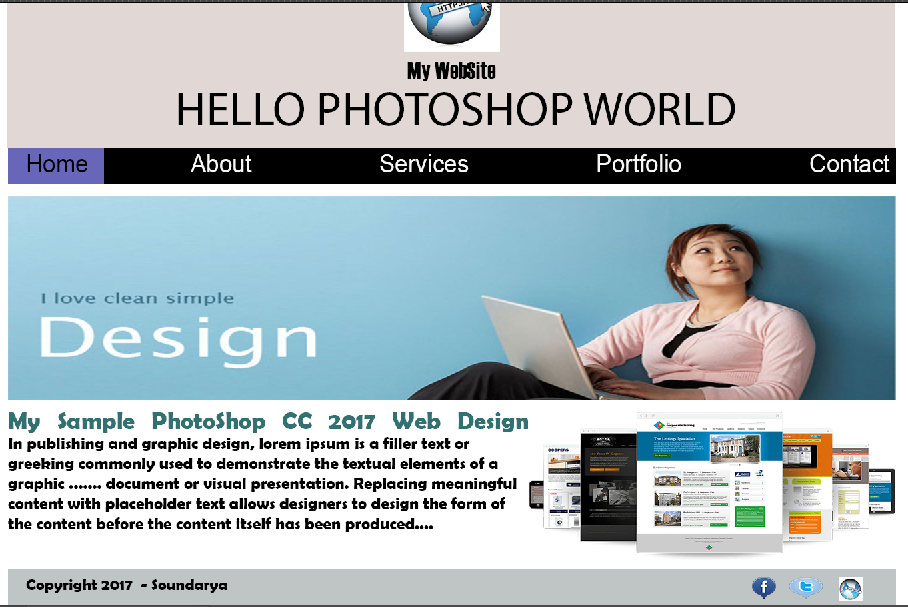 HTTP
My WebSite
HELLO PHOTOSHOP WORLD
Home About Services Portfolio Contact
I love clean simple
Design
My Sample PhotoShop CC 2017 Web Design
In publishing and graphic design, lorem ipsum is a filler text or
greeking commonly used to demonstrate the textual elements of a
graphic ........ document or visual presentation. Replacing meaningful
content with placeholder text allows designers to design the form of
the content before the content itself has been produced....
Copyright 2017 - Soundarya